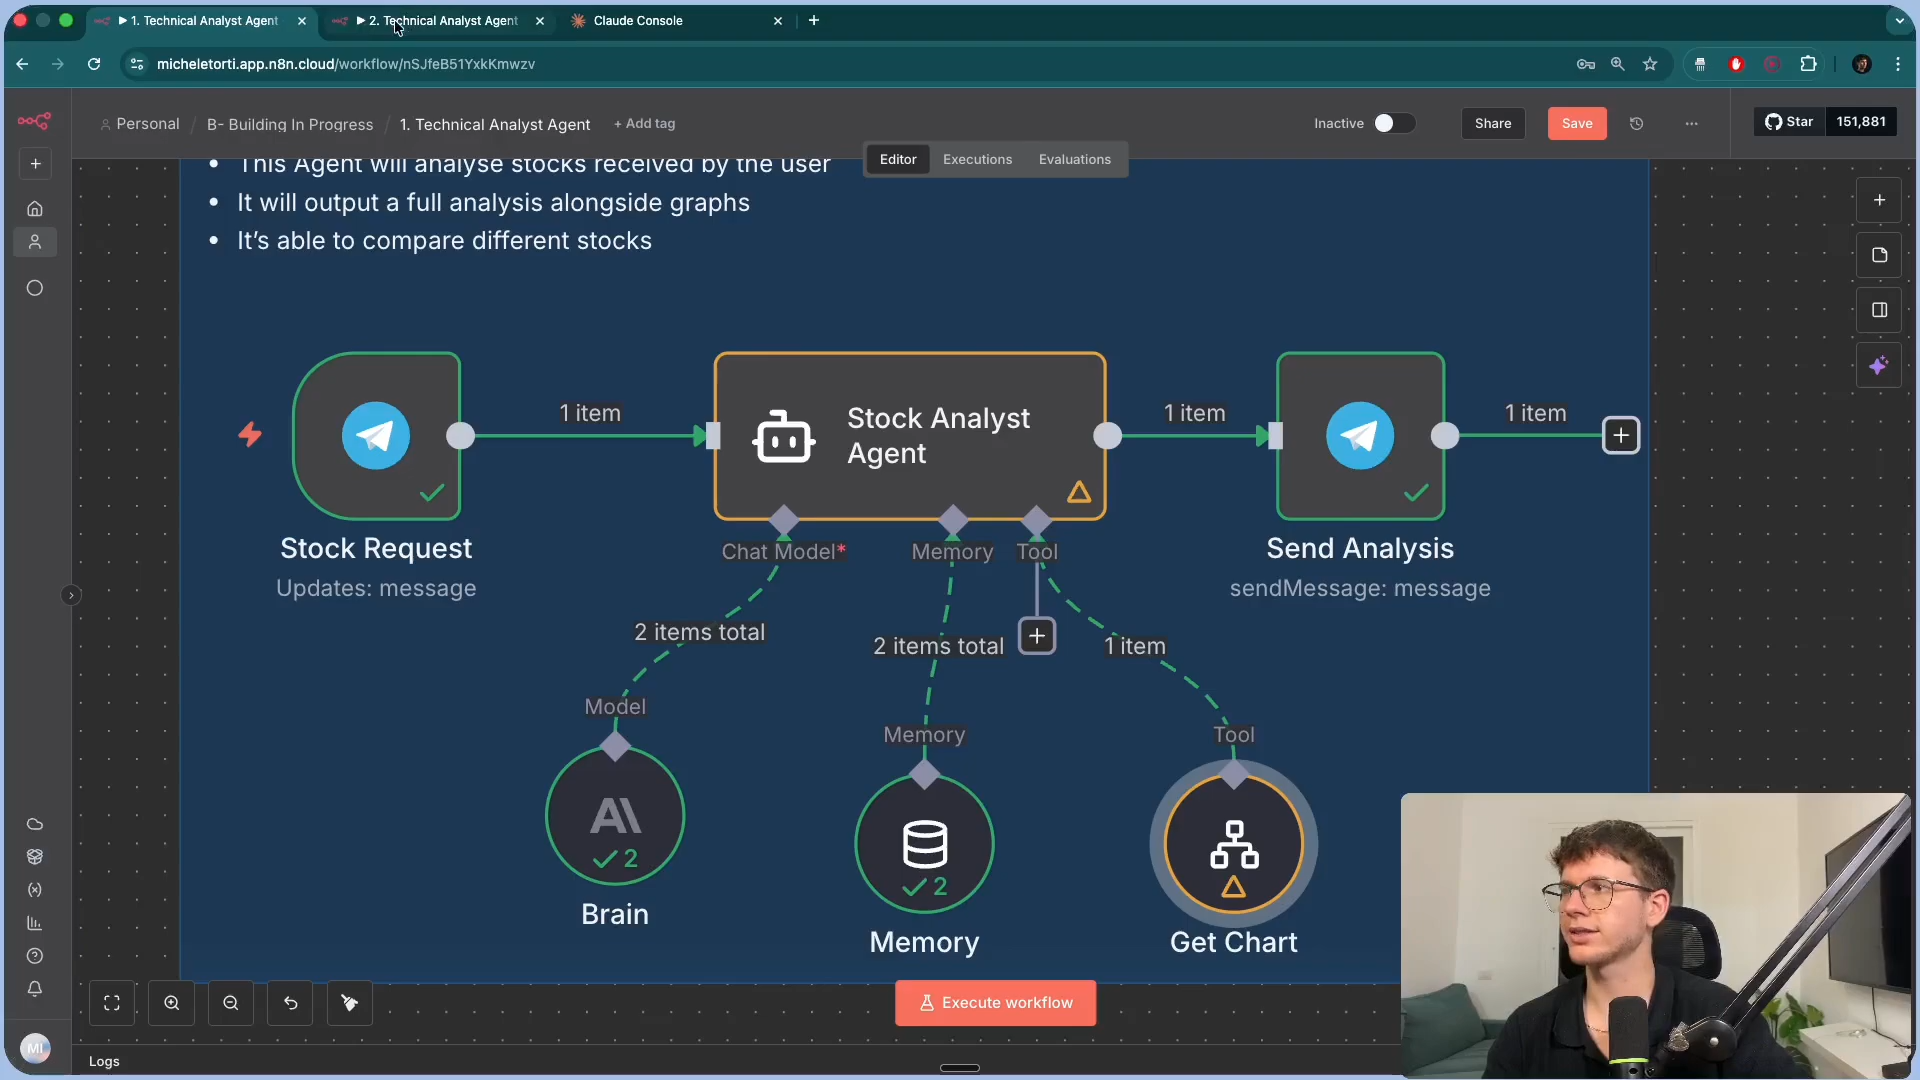 1. Technical Analyst Agent
2. Technical Analyst Agent
Claude Console
micheletorti.app.n8n.cloud/workflow/nSJfeB51YxkKmwzv
Personal / B- Building In Progress / 1. Technical Analyst Agent + Add tag
Inactive
Share
Save
Star 151,881
Editor
Executions
Evaluations
• This Agent will analyse stocks received by the user
• It will output a full analysis alongside graphs
• It's able to compare different stocks
1 item
Stock Analyst
Agent
1 item
1 item
Stock Request
Updates: message
Chat Model*
Memory
Tool
Send Analysis
sendMessage: message
2 items total
2 items total
1 item
Model
Memory
Tool
2
Brain
2
Memory
Get Chart
Execute workflow
MI
Logs